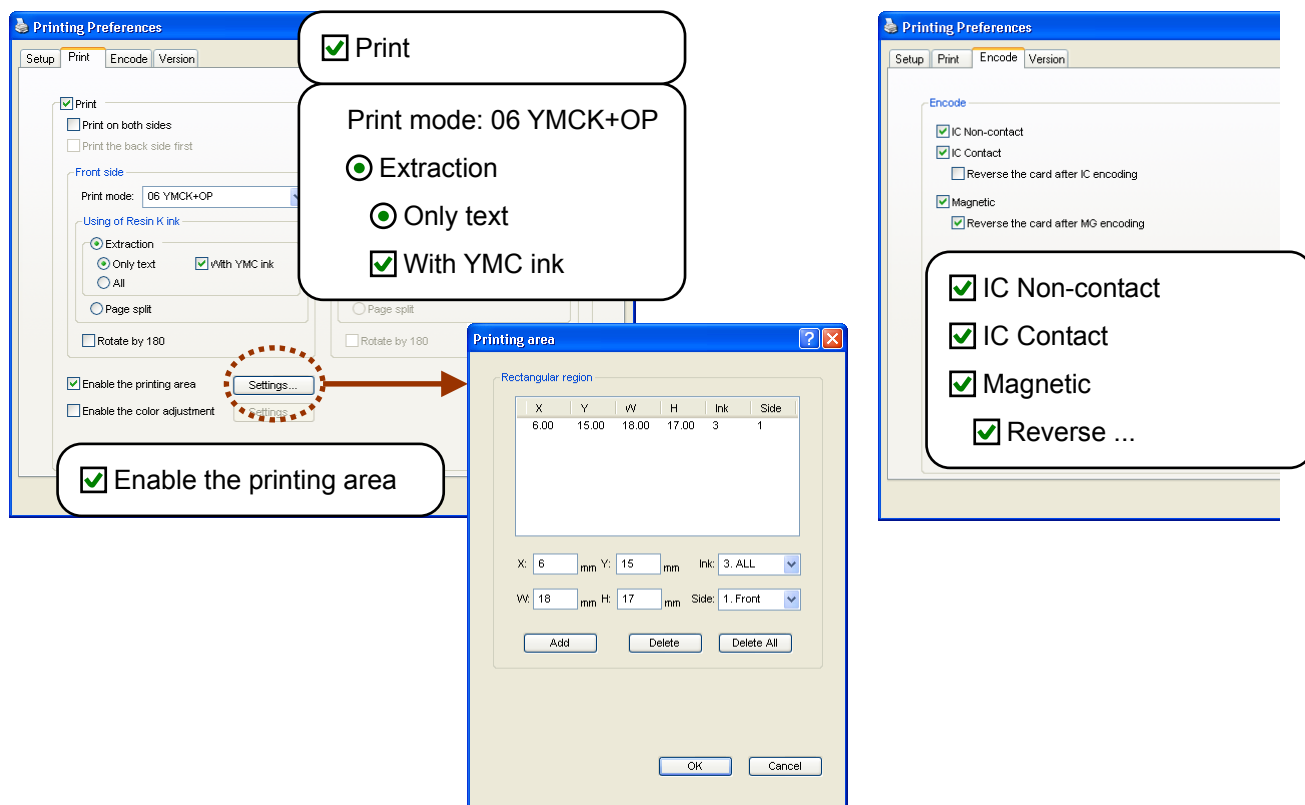 Printing Preferences
Setup Print Encode Version
Print
Print on both sides
Print the back side first
Front side
Print mode: 06 YMCK+OP
Using of Resin K ink
Extraction
Only text With YMC ink
All
Page split
Rotate by 180
Enable the printing area Settings...
Enable the color adjustment Settings...
Page split
Rotate by 180
Print
Print mode: 06 YMCK+OP
Extraction
Only text
With YMC ink
Enable the printing area
Printing area
Rectangular region
X Y W H Ink Side
6.00 15.00 18.00 17.00 3 1
X: 6 mm Y: 15 mm Ink: 3. ALL
W: 18 mm H: 17 mm Side: 1. Front
Add Delete Delete All
OK Cancel
Printing Preferences
Setup Print Encode Version
Encode
IC Non-contact
IC Contact
Reverse the card after IC encoding
Magnetic
Reverse the card after MG encoding
IC Non-contact
IC Contact
Magnetic
Reverse ...